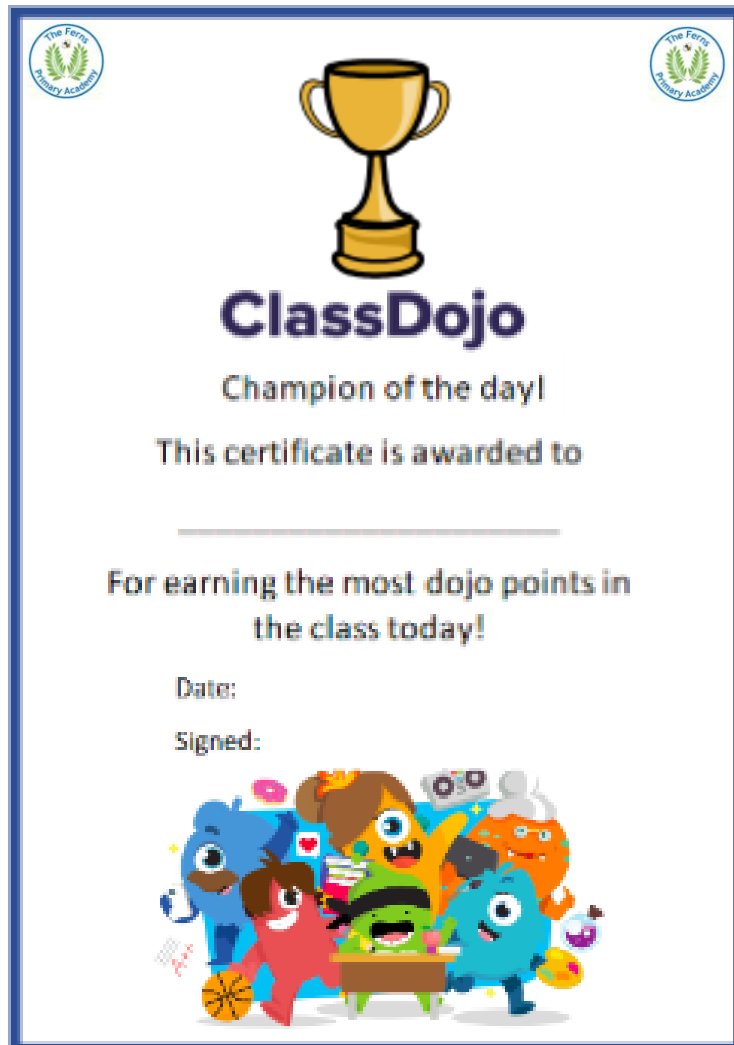 The Ferns
Primary Academy
The Ferns
Primary Academy
ClassDojo
Champion of the day!
This certificate is awarded to
____________________
For earning the most dojo points in
the class today!
Date:
Signed: